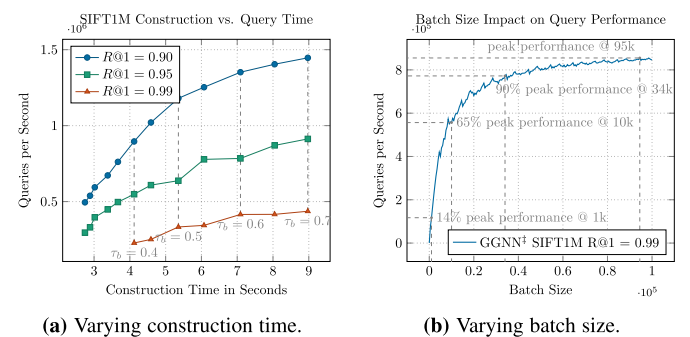 SIFT1M Construction vs. Query Time
·10⁶
R@1 = 0.90
R@1 = 0.95
R@1 = 0.99
1.5
1
0.5
Queries per Second
τb = 0.4
τb = 0.5
τb = 0.6
τb = 0.7
3 4 5 6 7 8 9
Construction Time in Seconds
(a) Varying construction time.
Batch Size Impact on Query Performance
·10⁵
peak performance @ 95k
90% peak performance @ 34k
65% peak performance @ 10k
14% peak performance @ 1k
8
6
4
2
0
Queries per Second
GGNN‡ SIFT1M R@1 = 0.99
0 0.2 0.4 0.6 0.8 1
·10⁵
Batch Size
(b) Varying batch size.